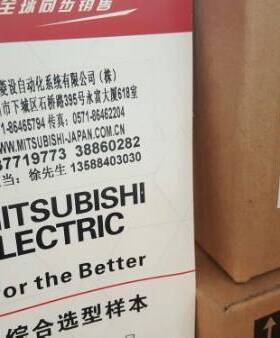 全球同步销售
菱设自动化系统有限公司（株）
市下城区石桥路395号永富大厦618室
1-86465794 传真：0571-86462204
WWW.MITSUBISHI-JAPAN.COM.CN
87719773 38860282
当：徐先生 13588403030
MITSUBISHI
ELECTRIC
for the Better
综合选型样本